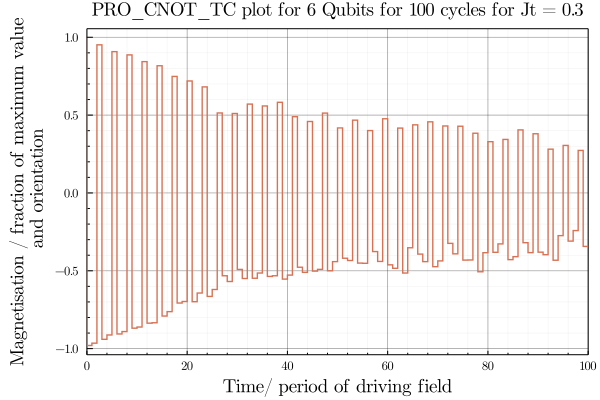 PRO_CNOT_TC plot for 6 Qubits for 100 cycles for Jt = 0.3
Magnetisation / fraction of maximum value
and orientation
1.0
0.5
0.0
−0.5
−1.0
0 20 40 60 80 100
Time/ period of driving field